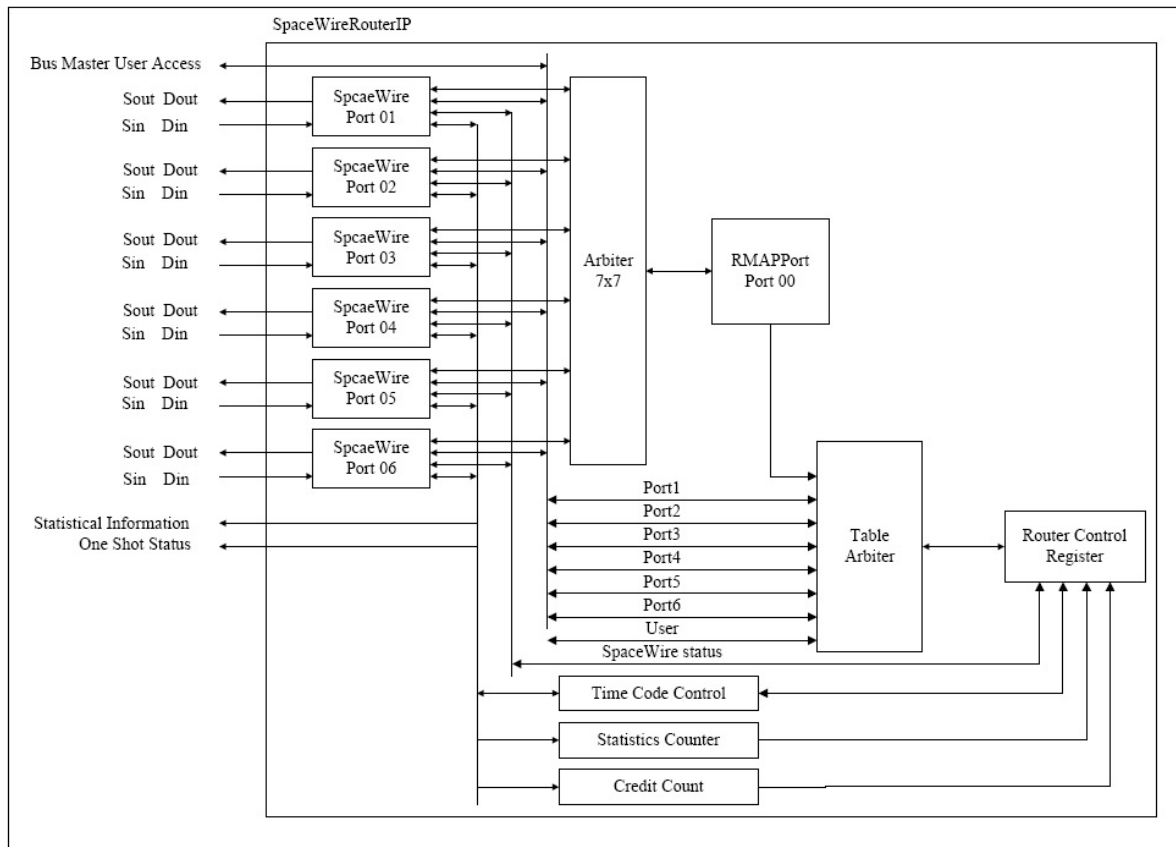 SpaceWireRouterIP
Bus Master User Access
Sout Dout
Sin Din
SpcaeWire
Port 01
Sout Dout
Sin Din
SpcaeWire
Port 02
Sout Dout
Sin Din
SpcaeWire
Port 03
Sout Dout
Sin Din
SpcaeWire
Port 04
Sout Dout
Sin Din
SpcaeWire
Port 05
Sout Dout
Sin Din
SpcaeWire
Port 06
Arbiter
7x7
RMAPPort
Port 00
Statistical Information
One Shot Status
Port1
Port2
Port3
Port4
Port5
Port6
User
SpaceWire status
Table
Arbiter
Router Control
Register
Time Code Control
Statistics Counter
Credit Count